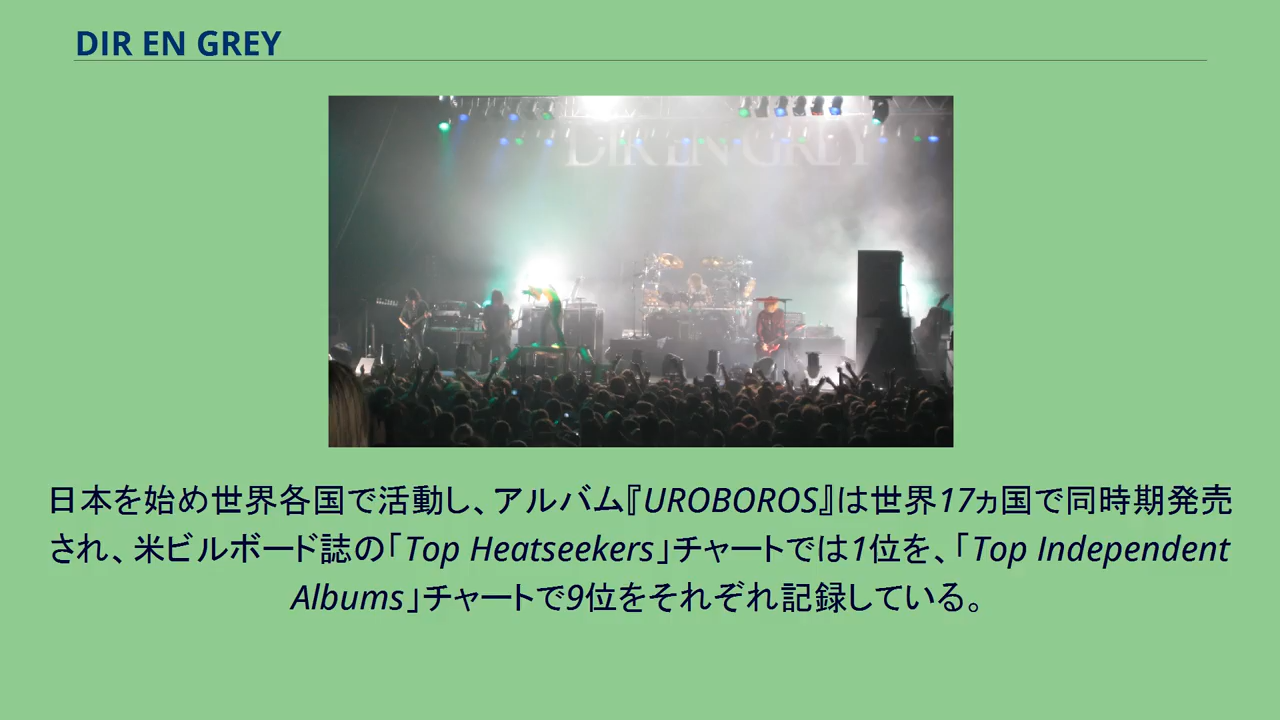 DIR EN GREY
DIR EN GREY
日本を始め世界各国で活動し、アルバム『UROBOROS』は世界17ヵ国で同時期発売
され、米ビルボード誌の「Top Heatseekers」チャートでは1位を、「Top Independent
Albums」チャートで9位をそれぞれ記録している。